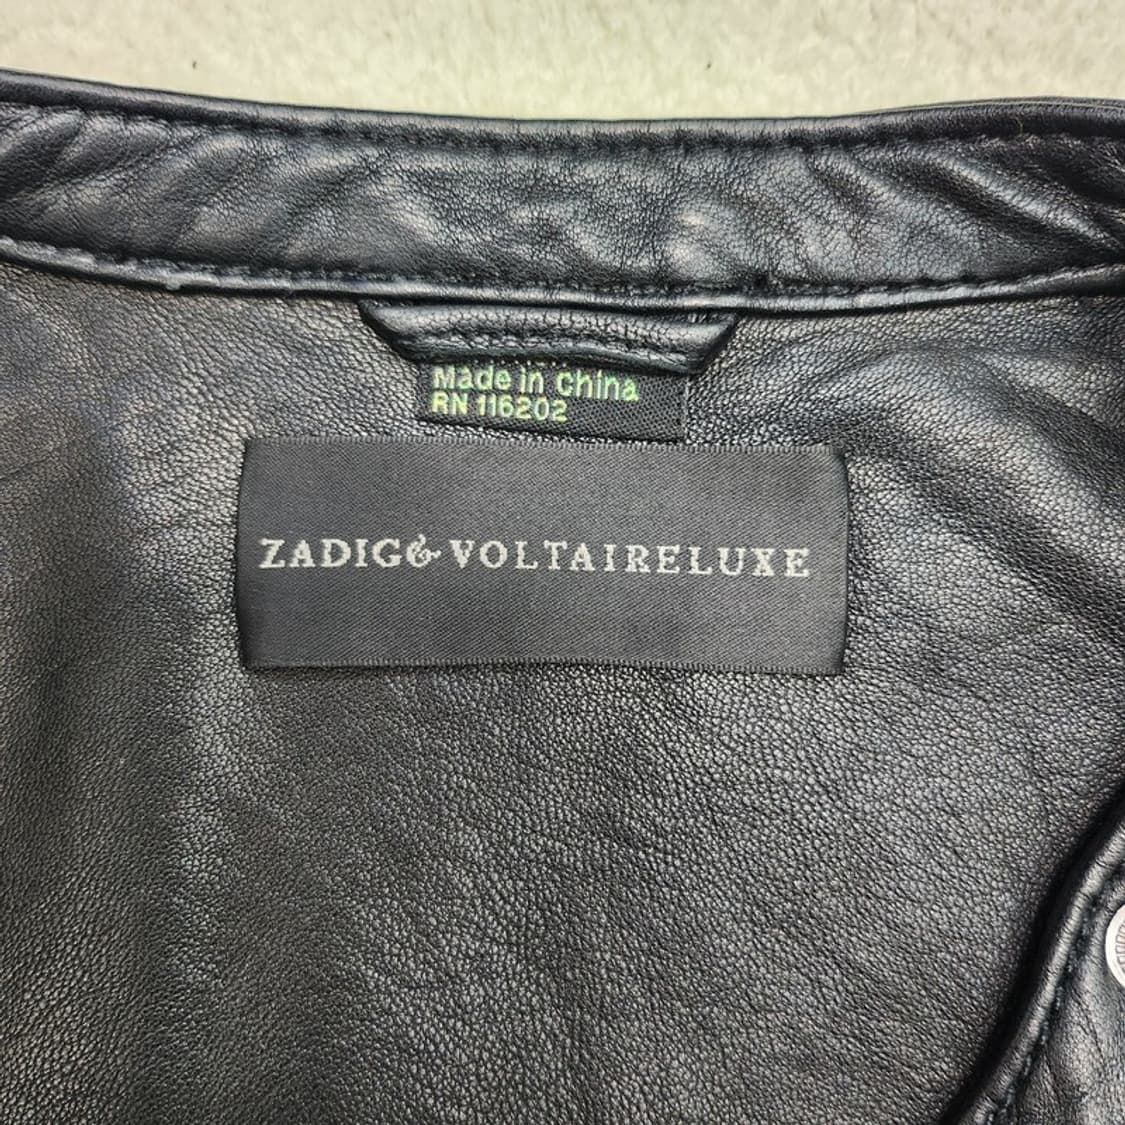 Made in China
RN 116202
ZADIG& VOLTAIRELUXE